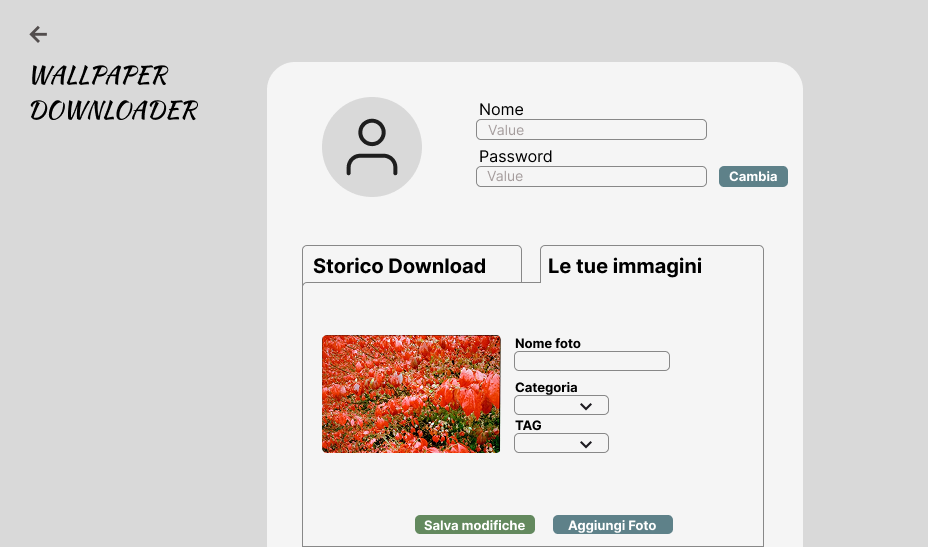 WALLPAPER
DOWNLOADER
Nome
Value
Password
Value
Cambia
Storico Download
Le tue immagini
Nome foto
Categoria
TAG
Salva modifiche
Aggiungi Foto